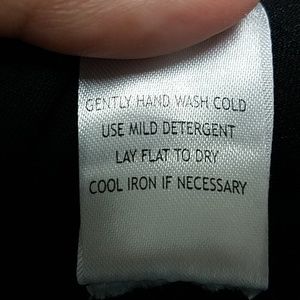 GENTLY HAND WASH COLD
USE MILD DETERGENT
LAY FLAT TO DRY
COOL IRON IF NECESSARY